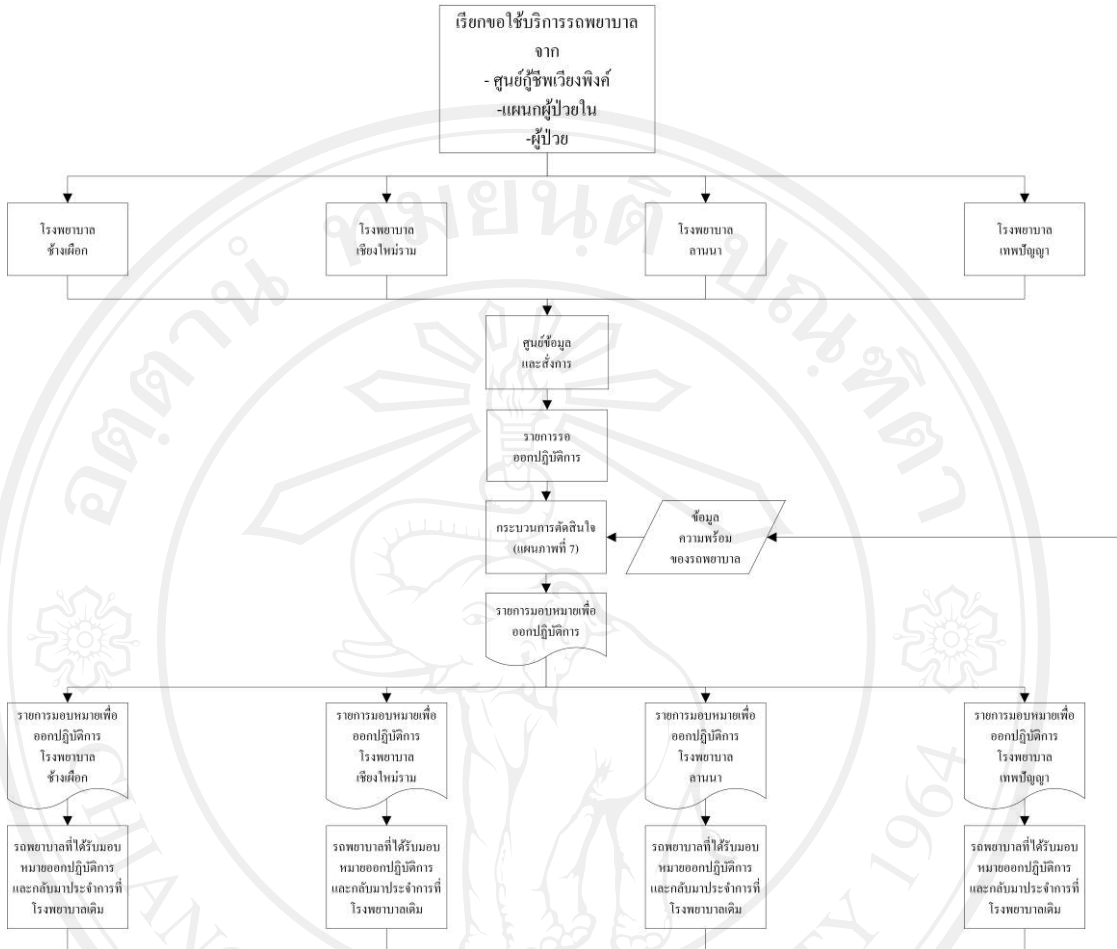 เรียกขอใช้บริการรถพยาบาล
จาก
- ศูนย์กู้ชีพเวียงพิงค์
-แผนกผู้ป่วยใน
-ผู้ป่วย
โรงพยาบาล
ช้างเผือก
โรงพยาบาล
เชียงใหม่ราม
โรงพยาบาล
ลานนา
โรงพยาบาล
เทพปัญญา
ศูนย์ข้อมูล
และสั่งการ
รายการรอ
ออกปฏิบัติการ
กระบวนการตัดสินใจ
(แผนภาพที่ 7)
ข้อมูล
ความพร้อม
ของรถพยาบาล
รายการมอบหมายเพื่อ
ออกปฏิบัติการ
รายการมอบหมายเพื่อ
ออกปฏิบัติการ
โรงพยาบาล
ช้างเผือก
รายการมอบหมายเพื่อ
ออกปฏิบัติการ
โรงพยาบาล
เชียงใหม่ราม
รายการมอบหมายเพื่อ
ออกปฏิบัติการ
โรงพยาบาล
ลานนา
รายการมอบหมายเพื่อ
ออกปฏิบัติการ
โรงพยาบาล
เทพปัญญา
รถพยาบาลที่ได้รับมอบ
หมายออกปฏิบัติการ
และกลับมาประจำการที่
โรงพยาบาลเดิม
รถพยาบาลที่ได้รับมอบ
หมายออกปฏิบัติการ
และกลับมาประจำการที่
โรงพยาบาลเดิม
รถพยาบาลที่ได้รับมอบ
หมายออกปฏิบัติการ
และกลับมาประจำการที่
โรงพยาบาลเดิม
รถพยาบาลที่ได้รับมอบ
หมายออกปฏิบัติการ
และกลับมาประจำการที่
โรงพยาบาลเดิม
อตฺตานํ ทมยนฺติ ปณฺฑิตา
1964